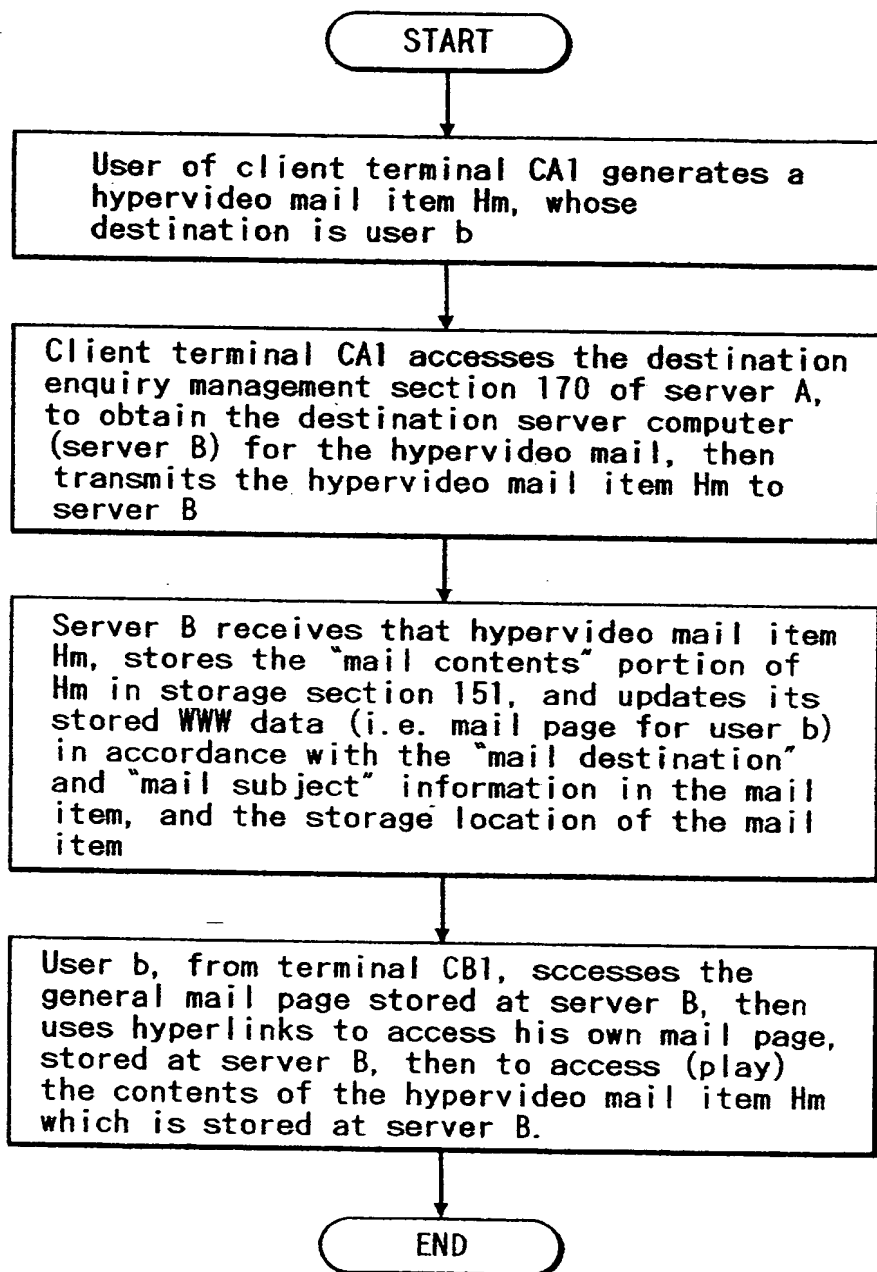 START
User of client terminal CA1 generates a
hypervideo mail item Hm, whose
destination is user b
Client terminal CA1 accesses the destination
enquiry management section 170 of server A,
to obtain the destination server computer
(server B) for the hypervideo mail, then
transmits the hypervideo mail item Hm to
server B
Server B receives that hypervideo mail item
Hm, stores the "mail contents" portion of
Hm in storage section 151, and updates its
stored WWW data (i.e. mail page for user b)
in accordance with the "mail destination"
and "mail subject" information in the mail
item, and the storage location of the mail
item
User b, from terminal CB1, sccesses the
general mail page stored at server B, then
uses hyperlinks to access his own mail page,
stored at server B, then to access (play)
the contents of the hypervideo mail item Hm
which is stored at server B.
END